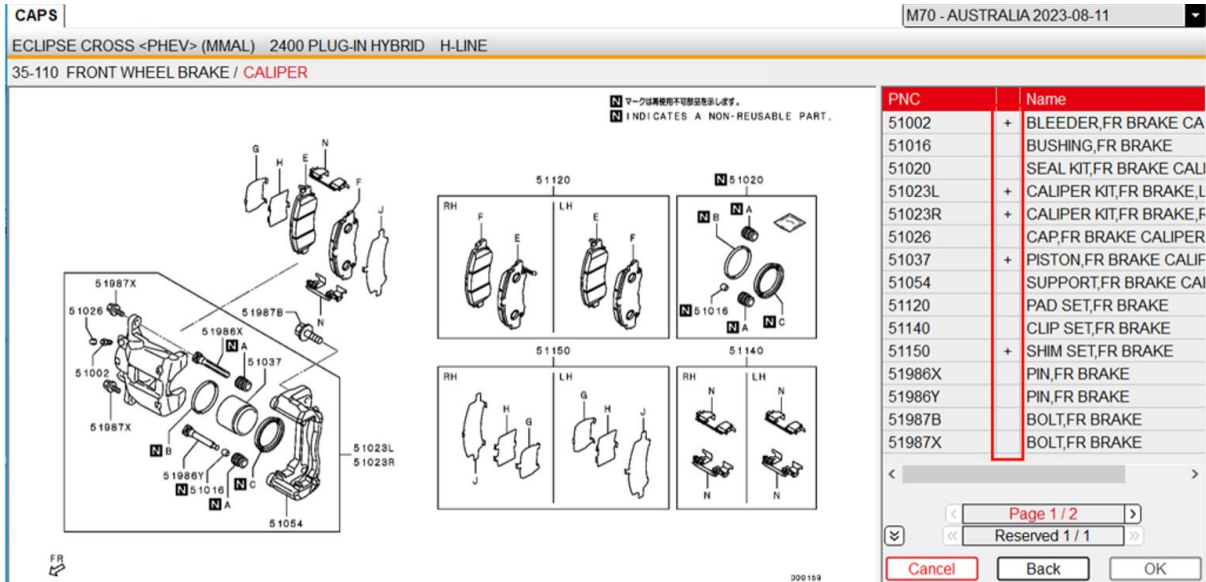 CAPS
M70 - AUSTRALIA 2023-08-11
ECLIPSE CROSS <PHEV> (MMAL) 2400 PLUG-IN HYBRID H-LINE
35-110 FRONT WHEEL BRAKE / CALIPER
N マークは再使用不可部品を示します。
N INDICATES A NON-REUSABLE PART.
G
H
E
N
F
J
N
51987X
51026
51002
51987X
51986X
N A
51037
51987B
N B
51986Y
N 51016
N A
N C
51054
51023L
51023R
FR
51120
RH
F
E
LH
E
F
N 51020
N B
N A
N 51016
N A
N C
51150
RH
H
G
J
LH
G
H
J
51140
RH
N
N
LH
N
N
000159
PNC Name
51002 + BLEEDER,FR BRAKE CA
51016 BUSHING,FR BRAKE
51020 SEAL KIT,FR BRAKE CALI
51023L + CALIPER KIT,FR BRAKE,L
51023R + CALIPER KIT,FR BRAKE,R
51026 CAP,FR BRAKE CALIPER
51037 + PISTON,FR BRAKE CALIF
51054 SUPPORT,FR BRAKE CAI
51120 PAD SET,FR BRAKE
51140 CLIP SET,FR BRAKE
51150 + SHIM SET,FR BRAKE
51986X PIN,FR BRAKE
51986Y PIN,FR BRAKE
51987B BOLT,FR BRAKE
51987X BOLT,FR BRAKE
Page 1 / 2
Reserved 1 / 1
Cancel Back OK